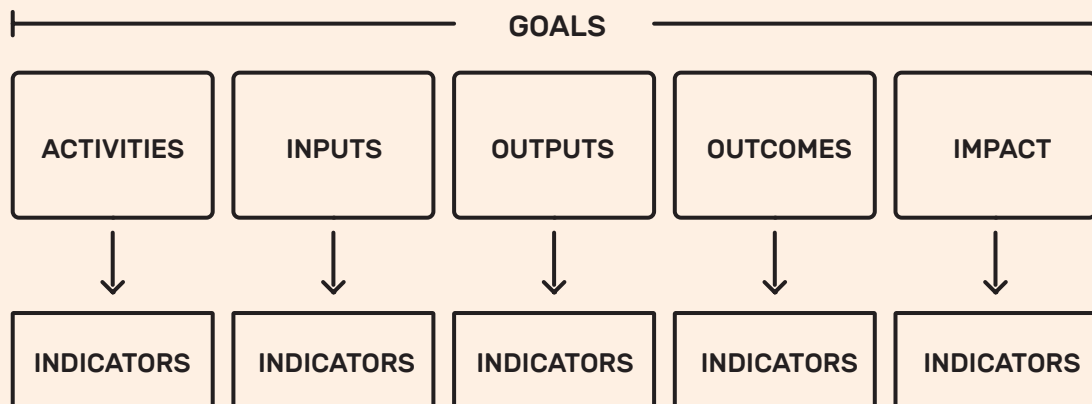 GOALS
ACTIVITIES INPUTS OUTPUTS OUTCOMES IMPACT
INDICATORS INDICATORS INDICATORS INDICATORS INDICATORS